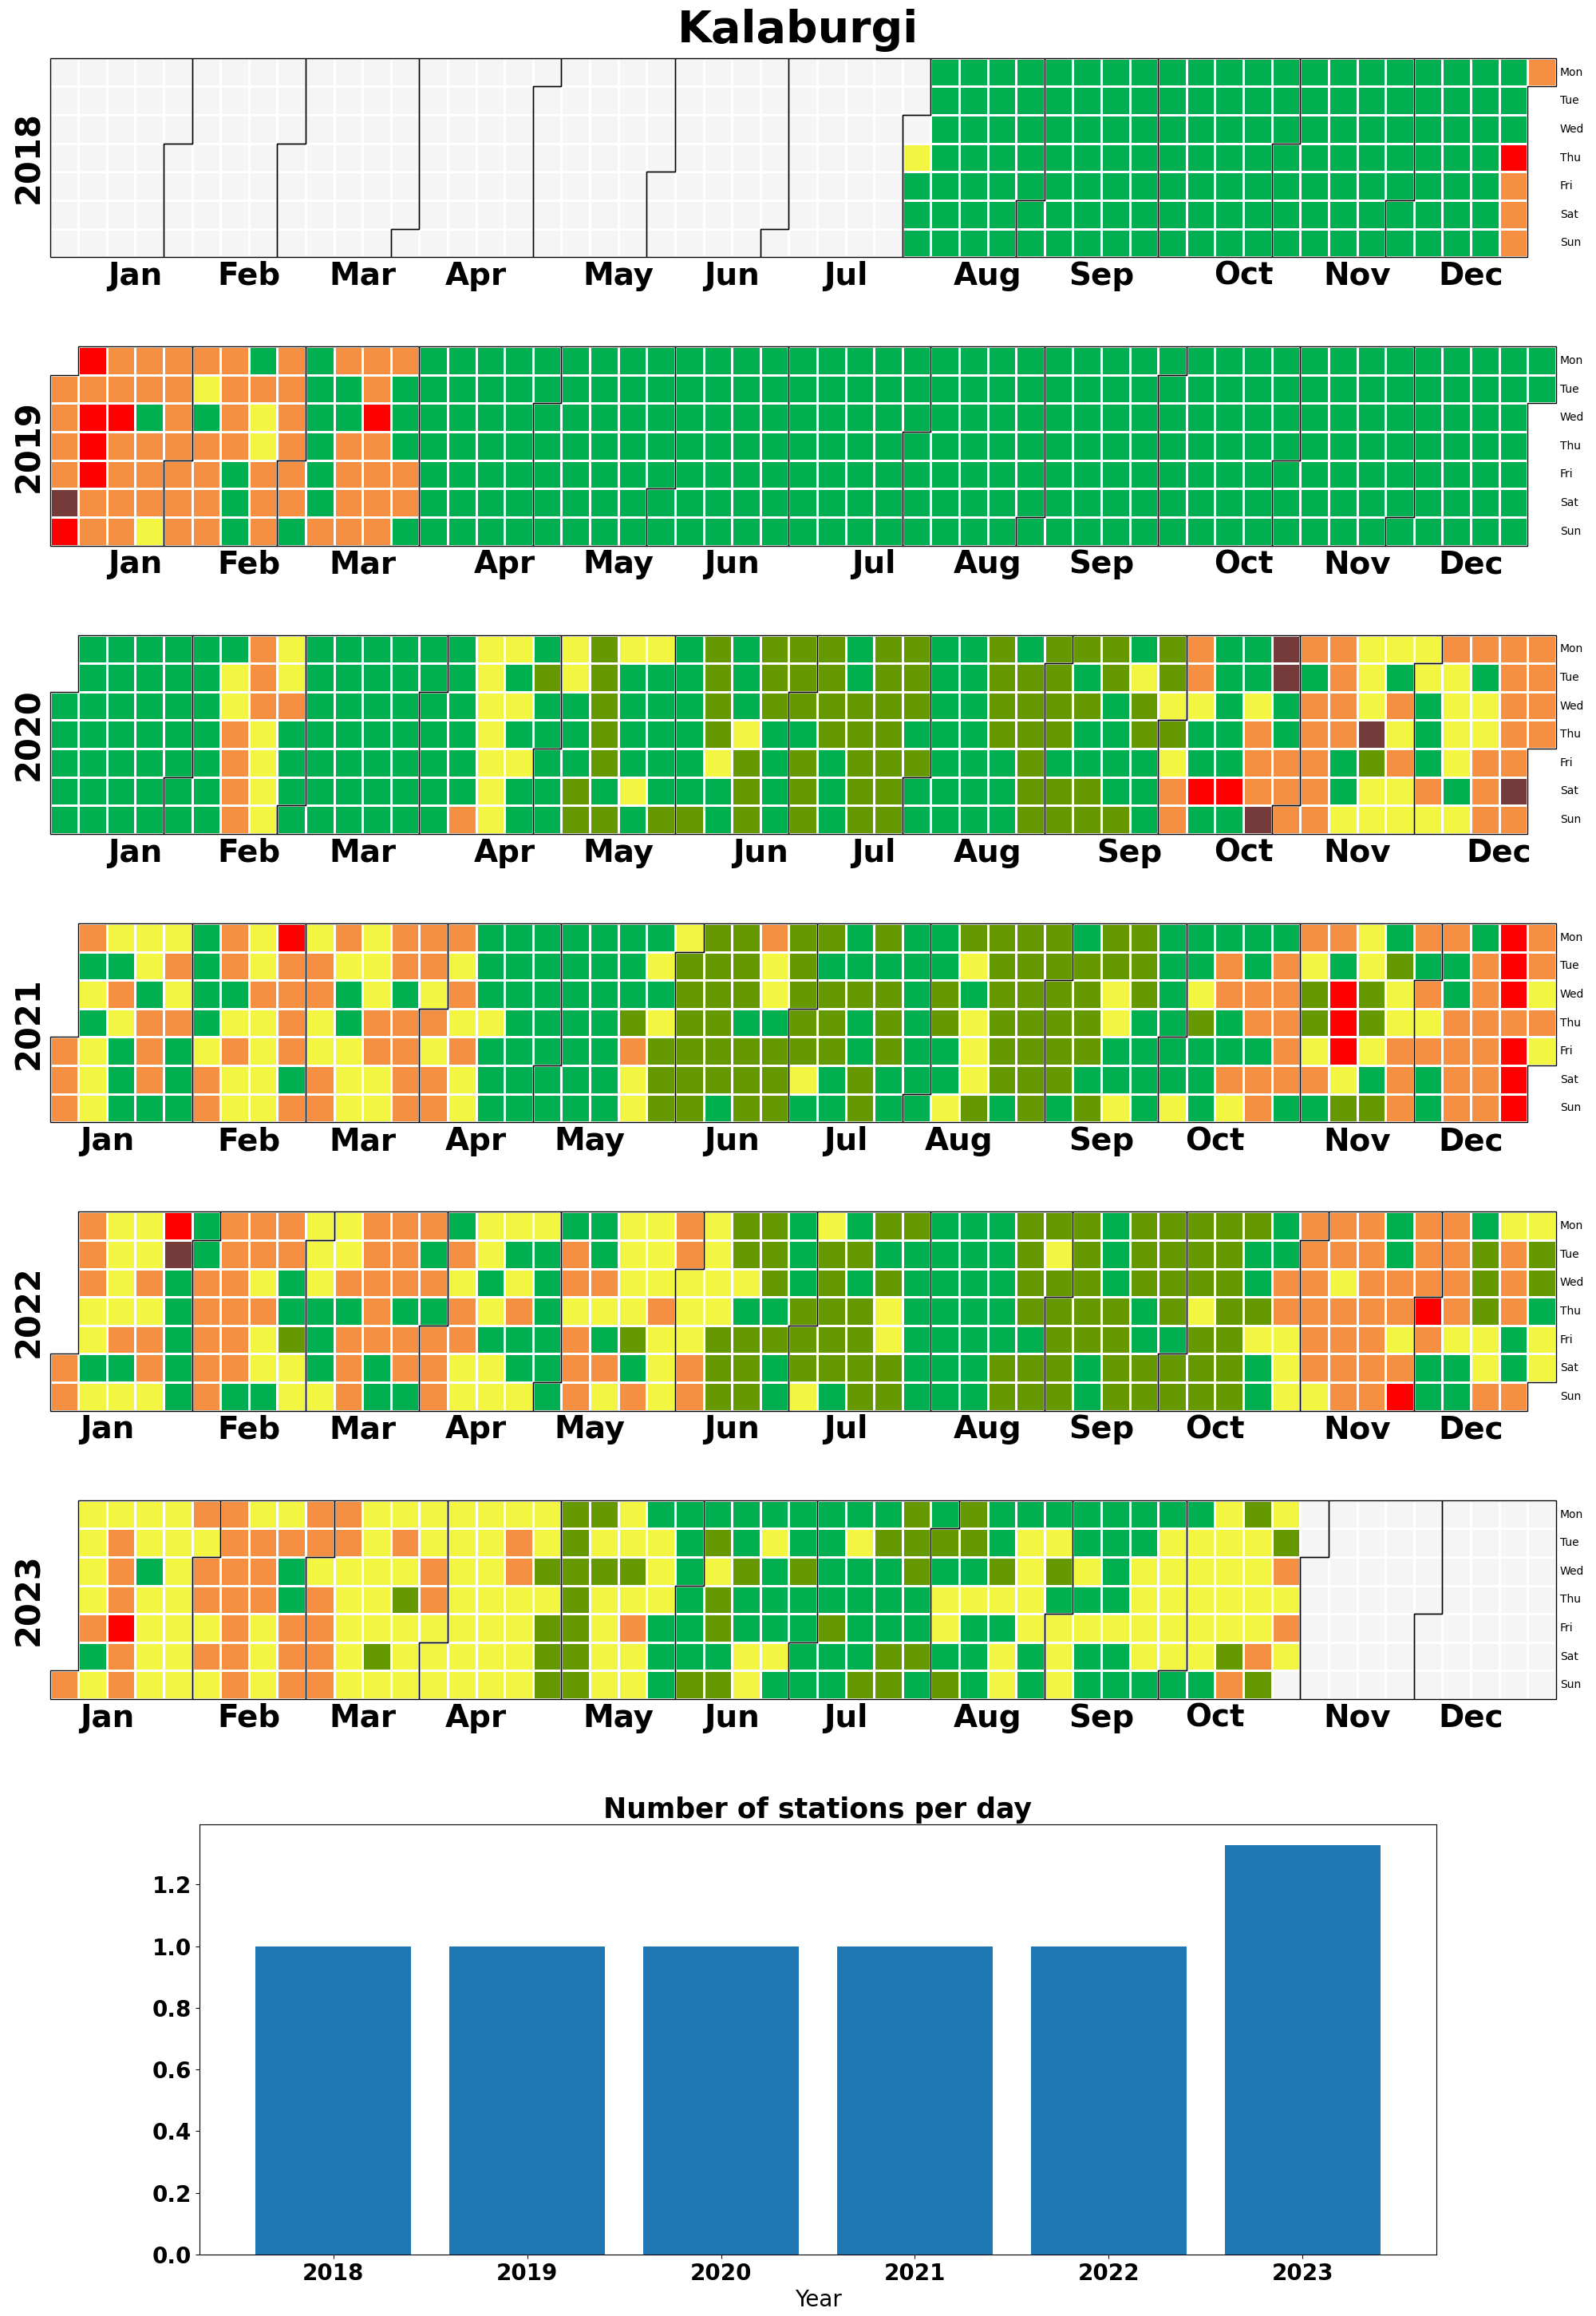 Kalaburgi
2018
Mon
Tue
Wed
Thu
Fri
Sat
Sun
Jan Feb Mar Apr May Jun Jul Aug Sep Oct Nov Dec
2019
Mon
Tue
Wed
Thu
Fri
Sat
Sun
Jan Feb Mar Apr May Jun Jul Aug Sep Oct Nov Dec
2020
Mon
Tue
Wed
Thu
Fri
Sat
Sun
Jan Feb Mar Apr May Jun Jul Aug Sep Oct Nov Dec
2021
Mon
Tue
Wed
Thu
Fri
Sat
Sun
Jan Feb Mar Apr May Jun Jul Aug Sep Oct Nov Dec
2022
Mon
Tue
Wed
Thu
Fri
Sat
Sun
Jan Feb Mar Apr May Jun Jul Aug Sep Oct Nov Dec
2023
Mon
Tue
Wed
Thu
Fri
Sat
Sun
Jan Feb Mar Apr May Jun Jul Aug Sep Oct Nov Dec
Number of stations per day
1.2
1.0
0.8
0.6
0.4
0.2
0.0
2018 2019 2020 2021 2022 2023
Year